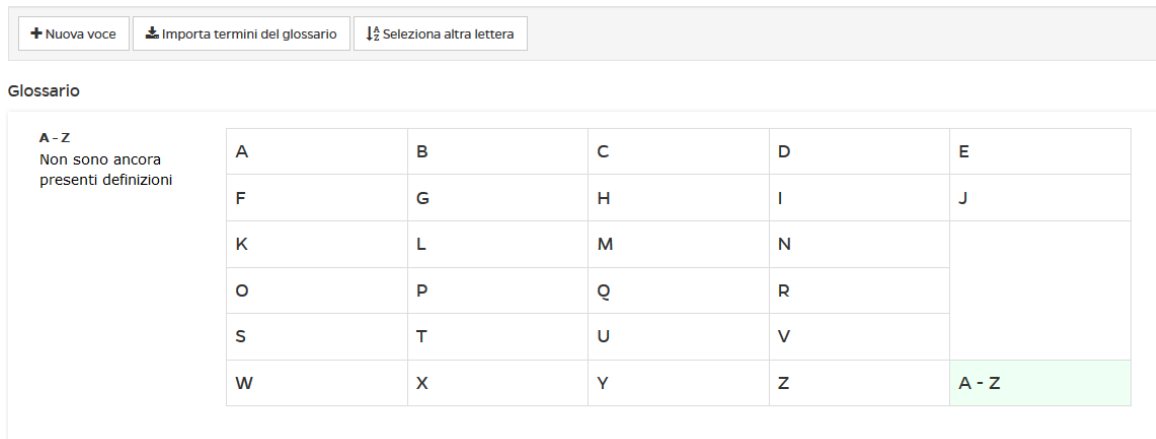 Nuova voce Importa termini del glossario Seleziona altra lettera
Glossario
A - Z
Non sono ancora
presenti definizioni
A B C D E
F G H I J
K L M N
O P Q R
S T U V
W X Y Z A - Z